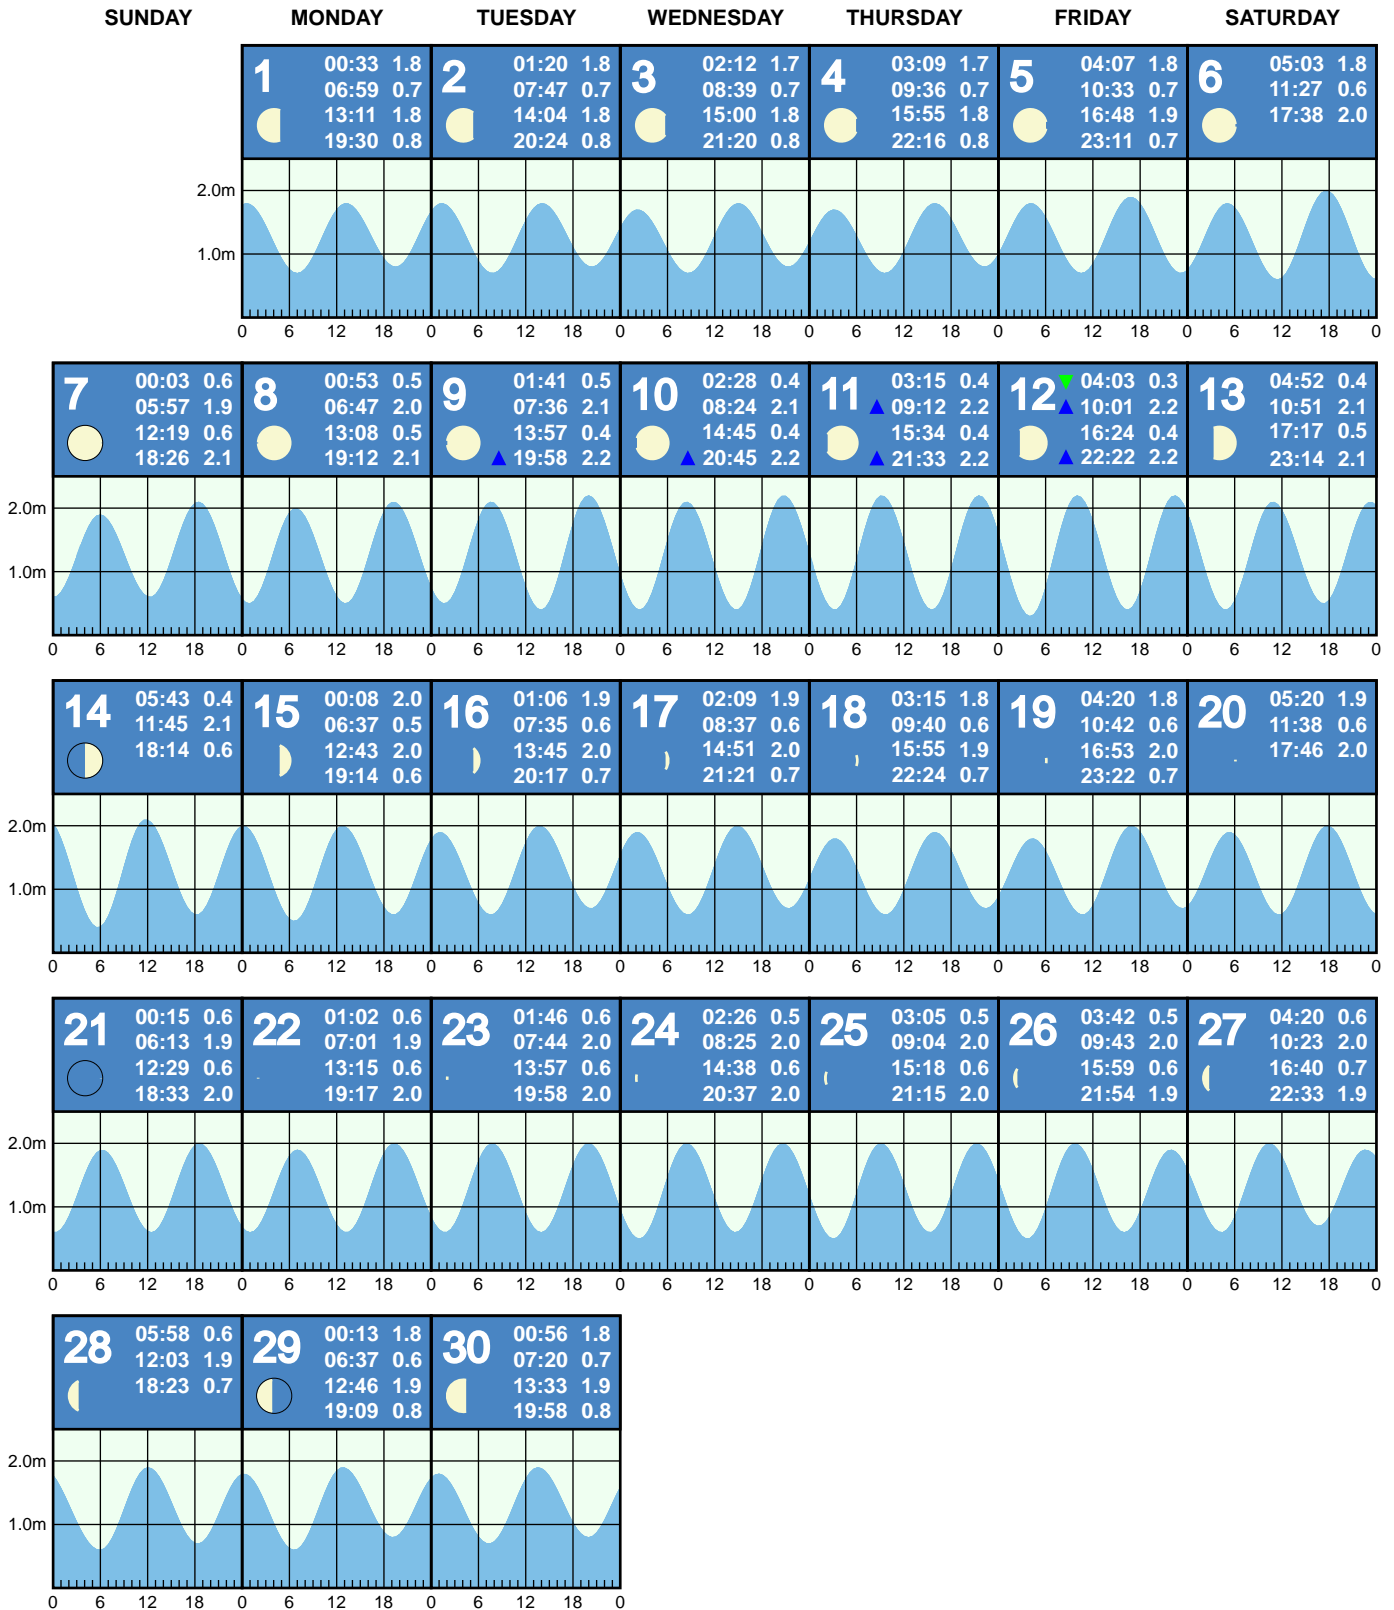 SUNDAY MONDAY TUESDAY WEDNESDAY THURSDAY FRIDAY SATURDAY
1 00:33 1.8
06:59 0.7
13:11 1.8
19:30 0.8
2 01:20 1.8
07:47 0.7
14:04 1.8
20:24 0.8
3 02:12 1.7
08:39 0.7
15:00 1.8
21:20 0.8
4 03:09 1.7
09:36 0.7
15:55 1.8
22:16 0.8
5 04:07 1.8
10:33 0.7
16:48 1.9
23:11 0.7
6 05:03 1.8
11:27 0.6
17:38 2.0
2.0m
1.0m
0 6 12 18 0 6 12 18 0 6 12 18 0 6 12 18 0 6 12 18 0 6 12 18 0
7 00:03 0.6
05:57 1.9
12:19 0.6
18:26 2.1
8 00:53 0.5
06:47 2.0
13:08 0.5
19:12 2.1
9 01:41 0.5
07:36 2.1
13:57 0.4
19:58 2.2
10 02:28 0.4
08:24 2.1
14:45 0.4
20:45 2.2
11 03:15 0.4
09:12 2.2
15:34 0.4
21:33 2.2
12 04:03 0.3
10:01 2.2
16:24 0.4
22:22 2.2
13 04:52 0.4
10:51 2.1
17:17 0.5
23:14 2.1
2.0m
1.0m
0 6 12 18 0 6 12 18 0 6 12 18 0 6 12 18 0 6 12 18 0 6 12 18 0 6 12 18 0
14 05:43 0.4
11:45 2.1
18:14 0.6
15 00:08 2.0
06:37 0.5
12:43 2.0
19:14 0.6
16 01:06 1.9
07:35 0.6
13:45 2.0
20:17 0.7
17 02:09 1.9
08:37 0.6
14:51 2.0
21:21 0.7
18 03:15 1.8
09:40 0.6
15:55 1.9
22:24 0.7
19 04:20 1.8
10:42 0.6
16:53 2.0
23:22 0.7
20 05:20 1.9
11:38 0.6
17:46 2.0
2.0m
1.0m
0 6 12 18 0 6 12 18 0 6 12 18 0 6 12 18 0 6 12 18 0 6 12 18 0 6 12 18 0
21 00:15 0.6
06:13 1.9
12:29 0.6
18:33 2.0
22 01:02 0.6
07:01 1.9
13:15 0.6
19:17 2.0
23 01:46 0.6
07:44 2.0
13:57 0.6
19:58 2.0
24 02:26 0.5
08:25 2.0
14:38 0.6
20:37 2.0
25 03:05 0.5
09:04 2.0
15:18 0.6
21:15 2.0
26 03:42 0.5
09:43 2.0
15:59 0.6
21:54 1.9
27 04:20 0.6
10:23 2.0
16:40 0.7
22:33 1.9
2.0m
1.0m
0 6 12 18 0 6 12 18 0 6 12 18 0 6 12 18 0 6 12 18 0 6 12 18 0 6 12 18 0
28 05:58 0.6
12:03 1.9
18:23 0.7
29 00:13 1.8
06:37 0.6
12:46 1.9
19:09 0.8
30 00:56 1.8
07:20 0.7
13:33 1.9
19:58 0.8
2.0m
1.0m
0 6 12 18 0 6 12 18 0 6 12 18 0